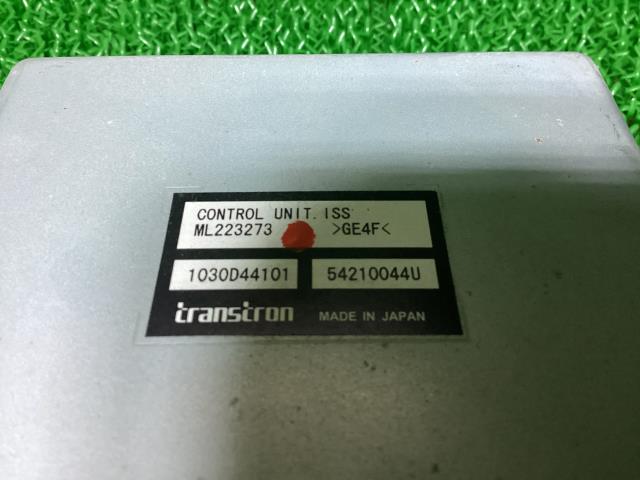 CONTROL UNIT. ISS
ML223273 >GE4F<
1030D44101 54210044U
transtron MADE IN JAPAN